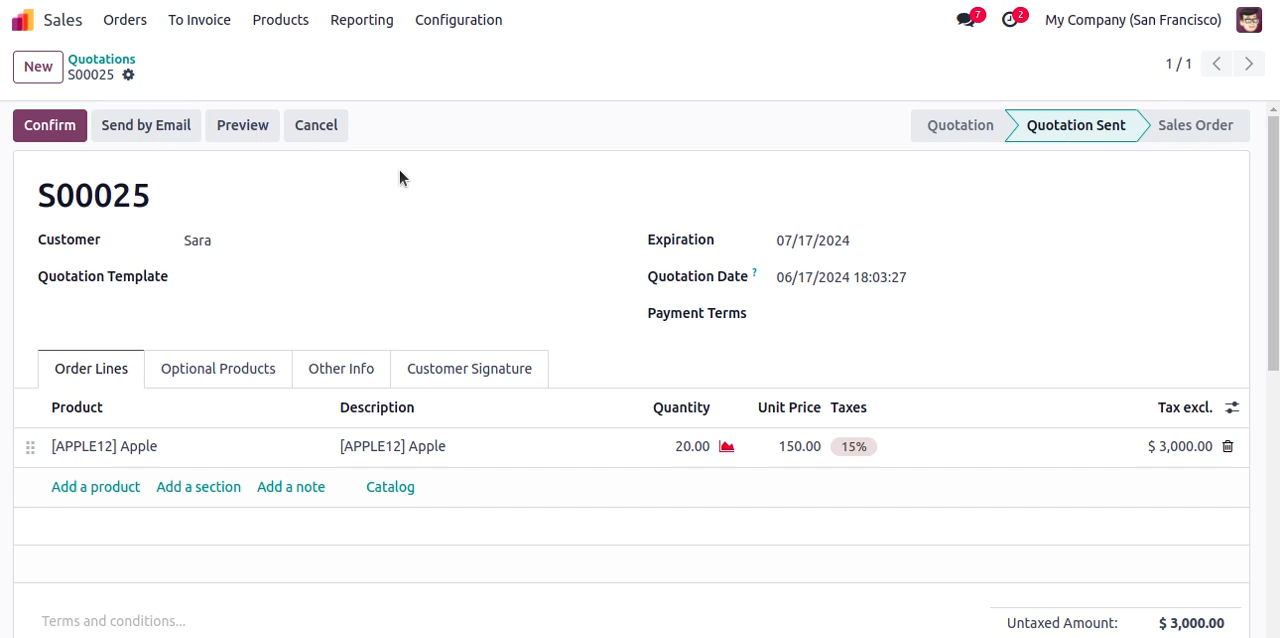 Sales Orders To Invoice Products Reporting Configuration 7 2 My Company (San Francisco)
New Quotations 1 / 1
S00025
Confirm Send by Email Preview Cancel Quotation Quotation Sent Sales Order
S00025
Customer Sara Expiration 07/17/2024
Quotation Template Quotation Date ? 06/17/2024 18:03:27
Payment Terms
Order Lines Optional Products Other Info Customer Signature
Product Description Quantity Unit Price Taxes Tax excl.
[APPLE12] Apple [APPLE12] Apple 20.00 150.00 15% $ 3,000.00
Add a product Add a section Add a note Catalog
Terms and conditions... Untaxed Amount: $ 3,000.00